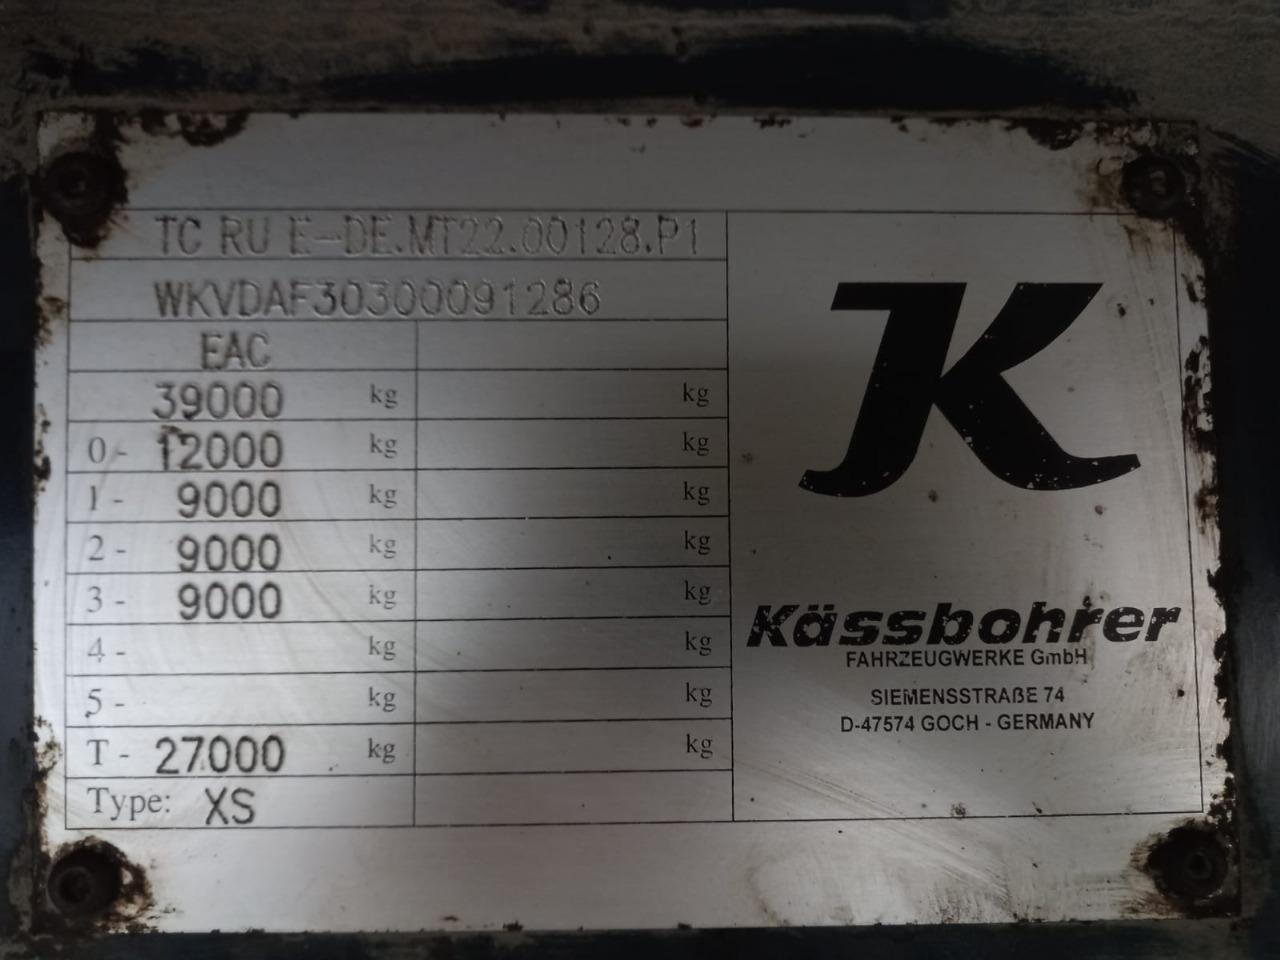 TC RU E-DE.MT22.00128.P1
WKVDAF30300091286
EAC
39000 kg kg
0 - 12000 kg kg
1 - 9000 kg kg
2 - 9000 kg kg
3 - 9000 kg kg
4 - kg kg
5 - kg kg
T - 27000 kg kg
Type: XS
K
Kässbohrer
FAHRZEUGWERKE GmbH
SIEMENSSTRAßE 74
D-47574 GOCH - GERMANY